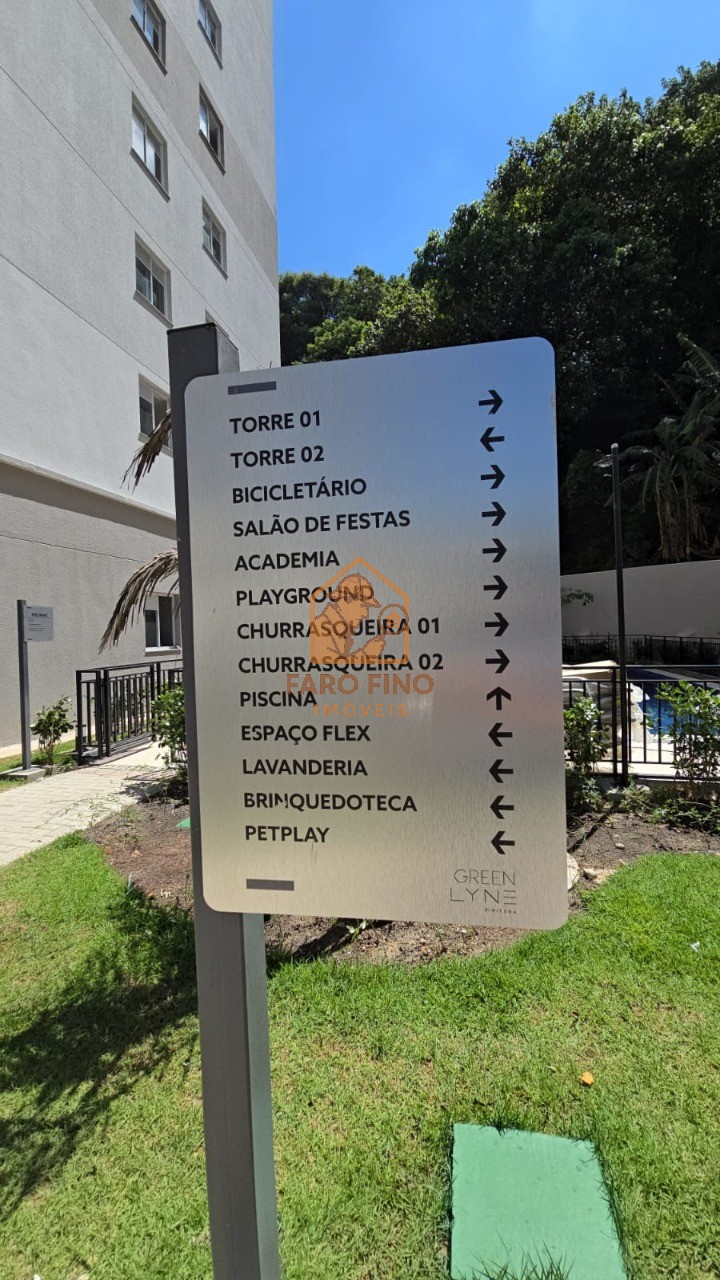 TORRE 01 →
TORRE 02 ←
BICICLETÁRIO →
SALÃO DE FESTAS →
ACADEMIA →
PLAYGROUND →
CHURRASQUEIRA 01 →
CHURRASQUEIRA 02 →
PISCINA ↑
ESPAÇO FLEX ←
LAVANDERIA ←
BRINQUEDOTECA ←
PETPLAY ←
GREEN
LYNE
PIRITUBA
FARO FINO
IMÓVEIS